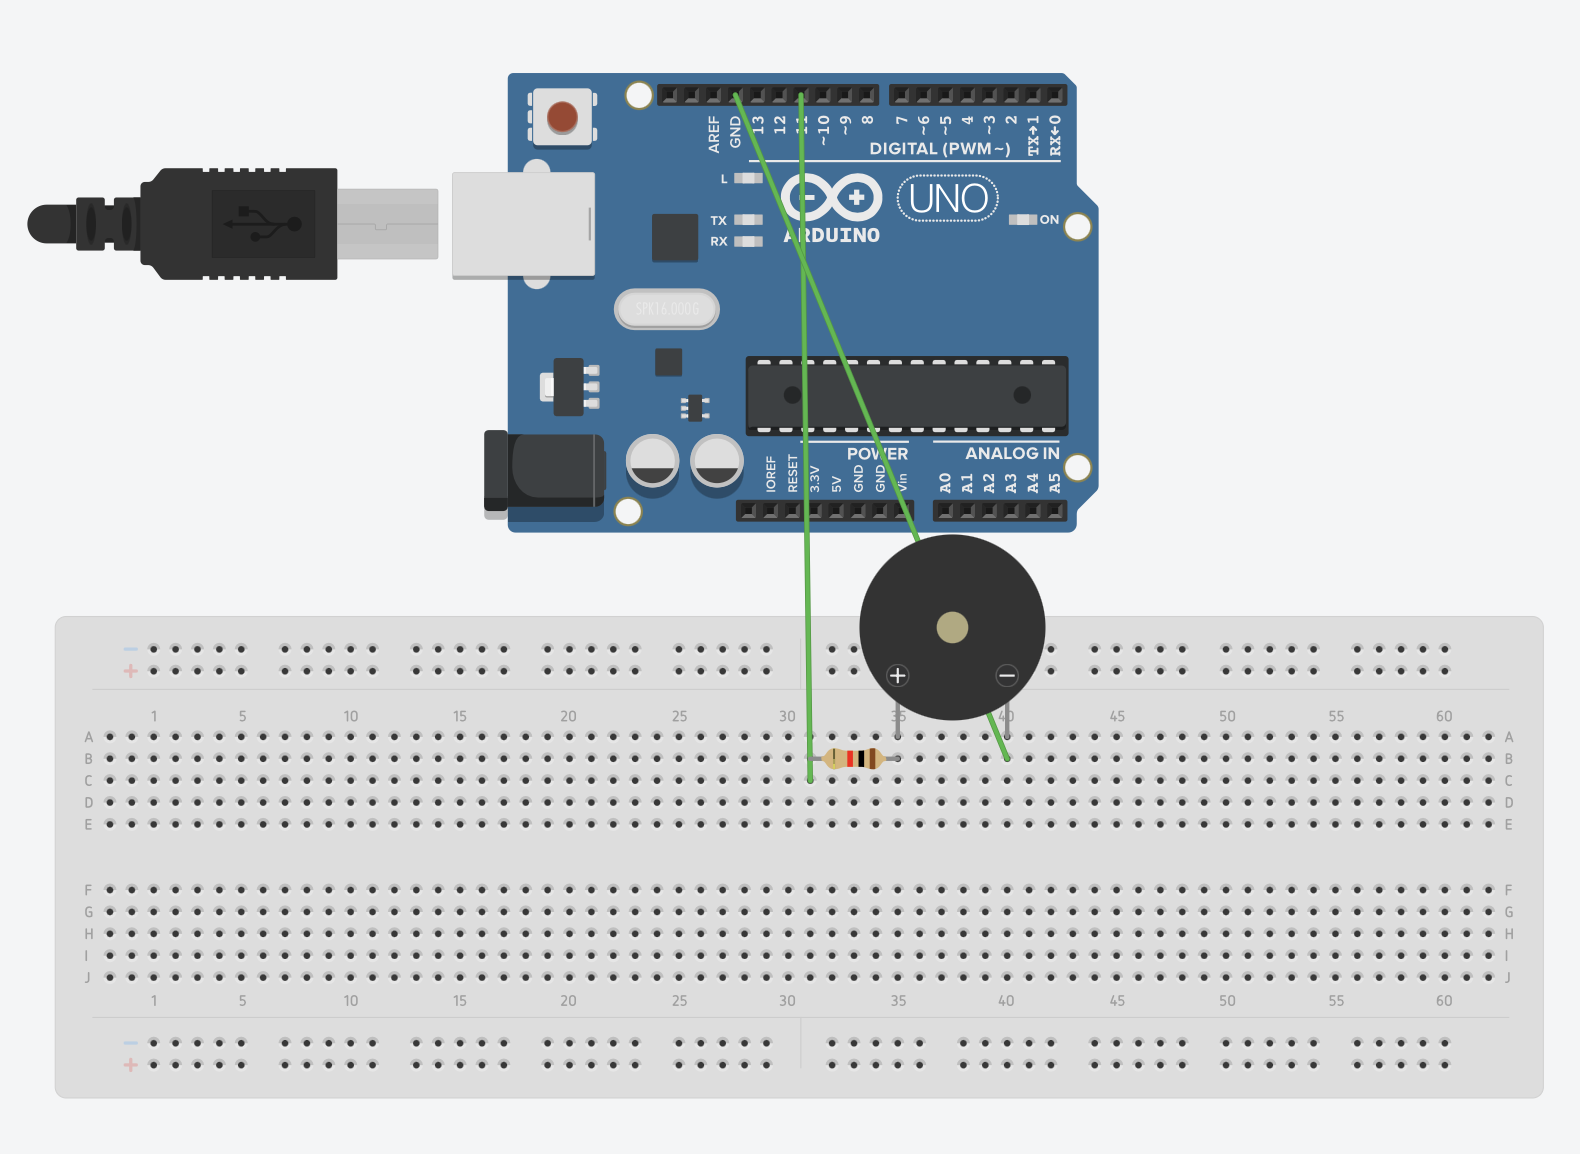 AREF GND 13 12 11 ~10 ~9 8 7 ~6 ~5 4 ~3 2 TX→1 RX←0
DIGITAL (PWM~)
L
TX
RX
UNO
ON
ARDUINO
SPK16.000G
POWER
ANALOG IN
IOREF RESET 3.3V 5V GND GND Vin A0 A1 A2 A3 A4 A5
+ −
−
+
1 5 10 15 20 25 30 35 40 45 50 55 60
A A
B B
C C
D D
E E
F F
G G
H H
I I
J J
1 5 10 15 20 25 30 35 40 45 50 55 60
−
+